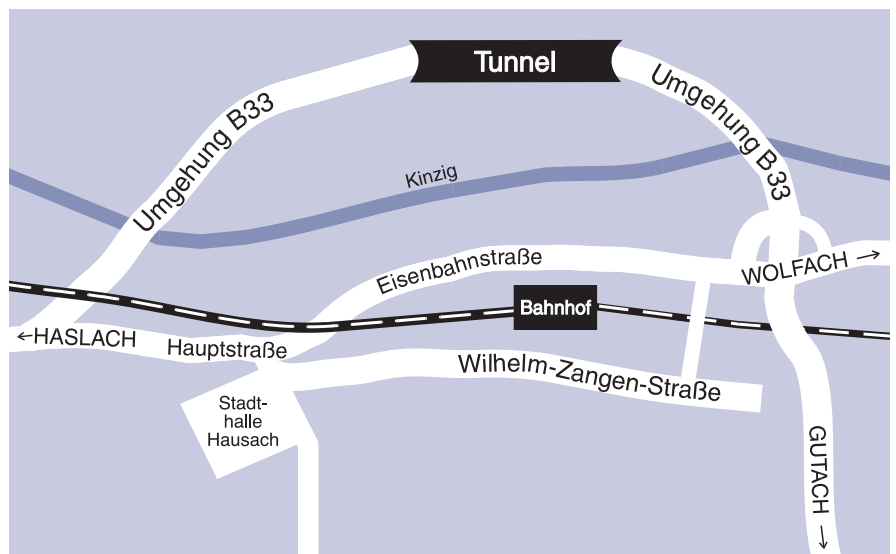 Tunnel
Umgehung B33
Umgehung B33
Kinzig
Eisenbahnstraße
WOLFACH →
Bahnhof
←HASLACH
Hauptstraße
Wilhelm-Zangen-Straße
Stadt-
halle
Hausach
GUTACH →